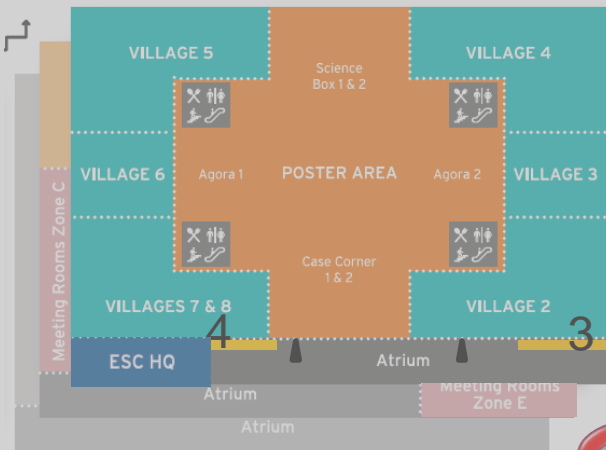 VILLAGE 5
VILLAGE 4
Science
Box 1 & 2
VILLAGE 6
Agora 1
POSTER AREA
Agora 2
VILLAGE 3
Meeting Rooms Zone C
Case Corner
1 & 2
VILLAGES 7 & 8
VILLAGE 2
4
3
ESC HQ
Atrium
Atrium
Meeting Rooms
Zone E
Atrium